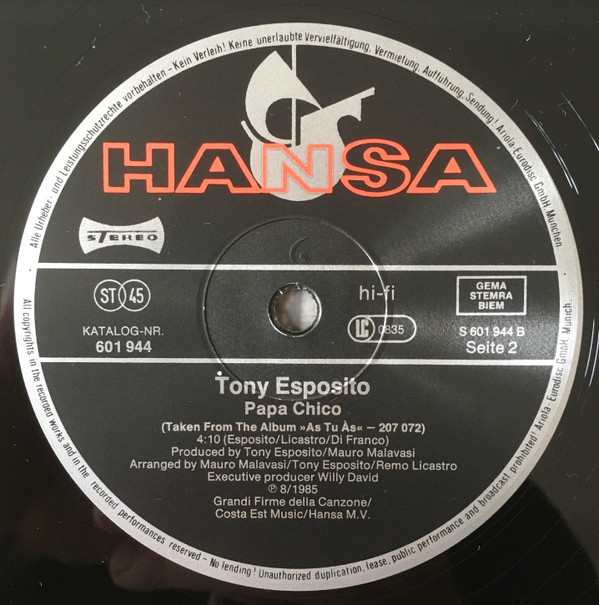 Alle Urheber- und Leistungsschutzrechte vorbehalten - Kein Verleih! Keine unerlaubte Vervielfältigung, Vermietung, Aufführung, Sendung! Ariola-Eurodisc GmbH München
HANSA
STEREO
ST 45
hi-fi
GEMA
STEMRA
BIEM
KATALOG-NR.
601 944
LC 0835
S 601 944 B
Seite 2
Tony Esposito
Papa Chico
(Taken From The Album »As Tu Às« – 207 072)
4:10 (Esposito/Licastro/Di Franco)
Produced by Tony Esposito/Mauro Malavasi
Arranged by Mauro Malavasi/Tony Esposito/Remo Licastro
Executive producer Willy David
℗ 8/1985
Grandi Firme della Canzone/
Costa Est Music/Hansa M.V.
All copyrights in the recorded works and in the recorded performances reserved - No lending! Unauthorized duplication, lease, public performance and broadcast prohibited! Ariola-Eurodisc GmbH, Munich